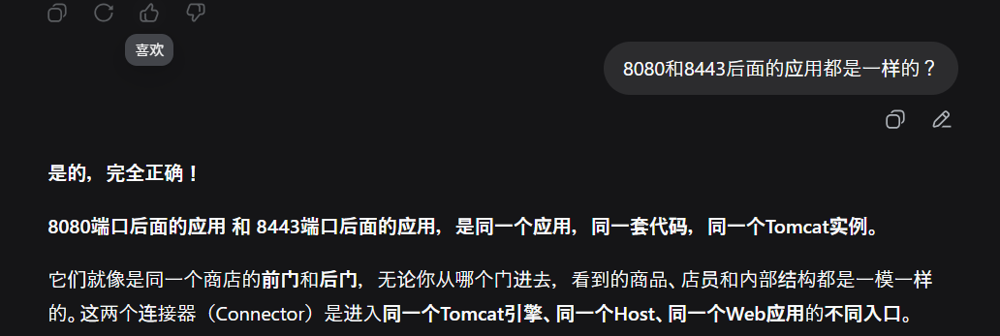 喜欢
8080和8443后面的应用都是一样的？
是的，完全正确！
8080端口后面的应用 和 8443端口后面的应用，是同一个应用，同一套代码，同一个Tomcat实例。
它们就像是同一个商店的前门和后门，无论你从哪个门进去，看到的商品、店员和内部结构都是一模一样
的。这两个连接器（Connector）是进入同一个Tomcat引擎、同一个Host、同一个Web应用的不同入口。